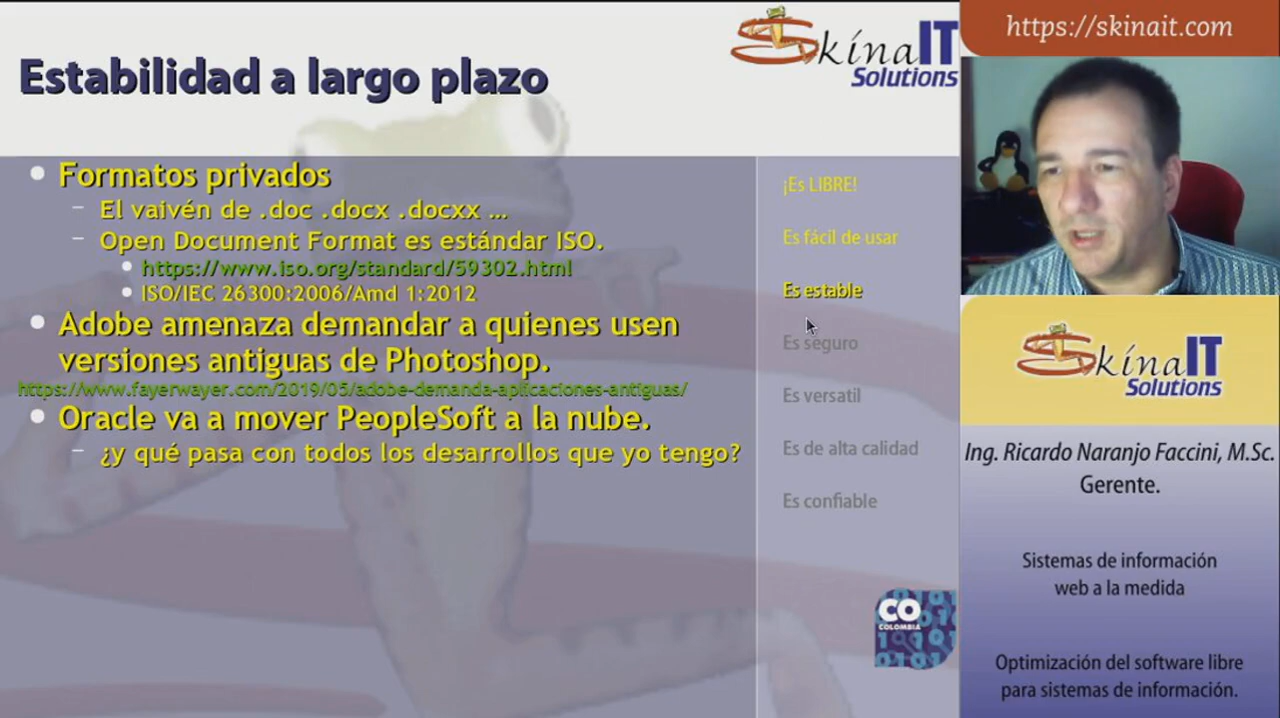 Estabilidad a largo plazo
SkinaIT
Solutions
Formatos privados
El vaivén de .doc .docx .docxx ...
Open Document Format es estándar ISO.
https://www.iso.org/standard/59302.html
ISO/IEC 26300:2006/Amd 1:2012
Adobe amenaza demandar a quienes usen
versiones antiguas de Photoshop.
https://www.fayerwayer.com/2019/05/adobe-demanda-aplicaciones-antiguas/
Oracle va a mover PeopleSoft a la nube.
¿y qué pasa con todos los desarrollos que yo tengo?
¡Es LIBRE!
Es fácil de usar
Es estable
Es seguro
Es versatil
Es de alta calidad
Es confiable
CO
COLOMBIA
https://skinait.com
SkínaIT
Solutions
Ing. Ricardo Naranjo Faccini, M.Sc.
Gerente.
Sistemas de información
web a la medida
Optimización del software libre
para sistemas de información.